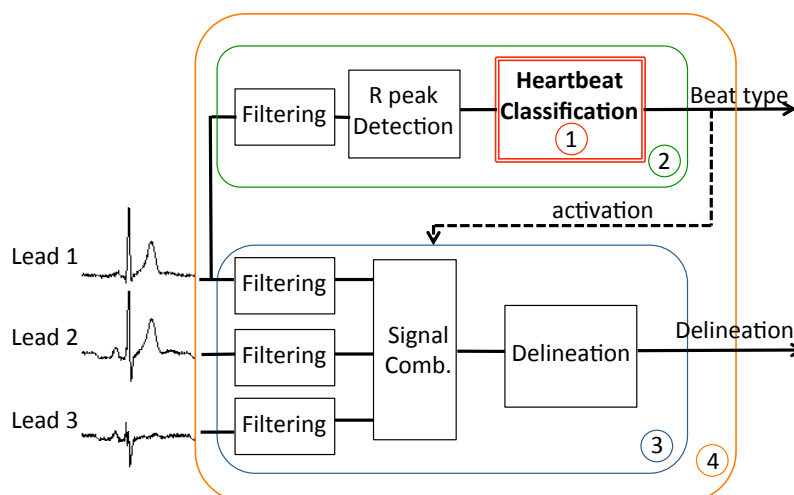 Filtering
R peak
Detection
Heartbeat
Classification
1
2
Beat type
activation
Lead 1
Lead 2
Lead 3
Filtering
Filtering
Filtering
Signal
Comb.
Delineation
Delineation
3
4